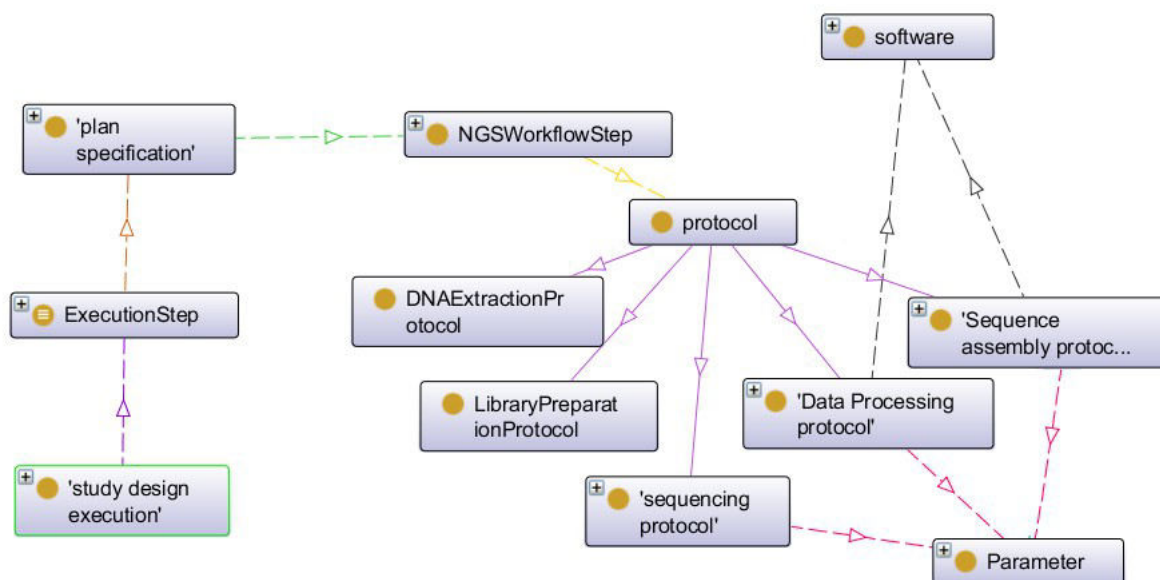 software
'plan
specification'
NGSWorkflowStep
protocol
DNAExtractionPr
otocol
ExecutionStep
'Sequence
assembly protoc...
LibraryPreparat
ionProtocol
'Data Processing
protocol'
'study design
execution'
'sequencing
protocol'
Parameter